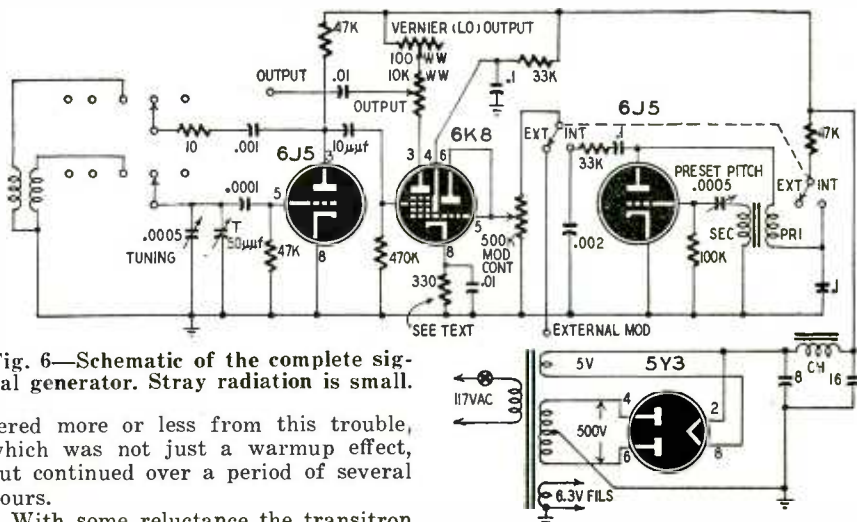 47K
VERNIER (LO) OUTPUT
100 WW
10K WW
OUTPUT
.01
OUTPUT
.1
33K
6J5
EXT
INT
33K
.1
47K
10
.001
6J5
10μμf
6K8
3
3 4 6
PRESET PITCH
.0005
EXT
INT
.0001
5
5
500K
MOD
CONT
SEC
PRI
.0005
TUNING
T
50μμf
47K
8
470K
8
330
.01
.002
100K
.1
SEE TEXT
EXTERNAL MOD
Fig. 6—Schematic of the complete sig-
al generator. Stray radiation is small.
5V
5Y3
CH
8
16
117VAC
4
2
500V
6
8
6.3V FILS
ered more or less from this trouble,
which was not just a warmup effect,
ut continued over a period of several
ours.
With some reluctance the transitron